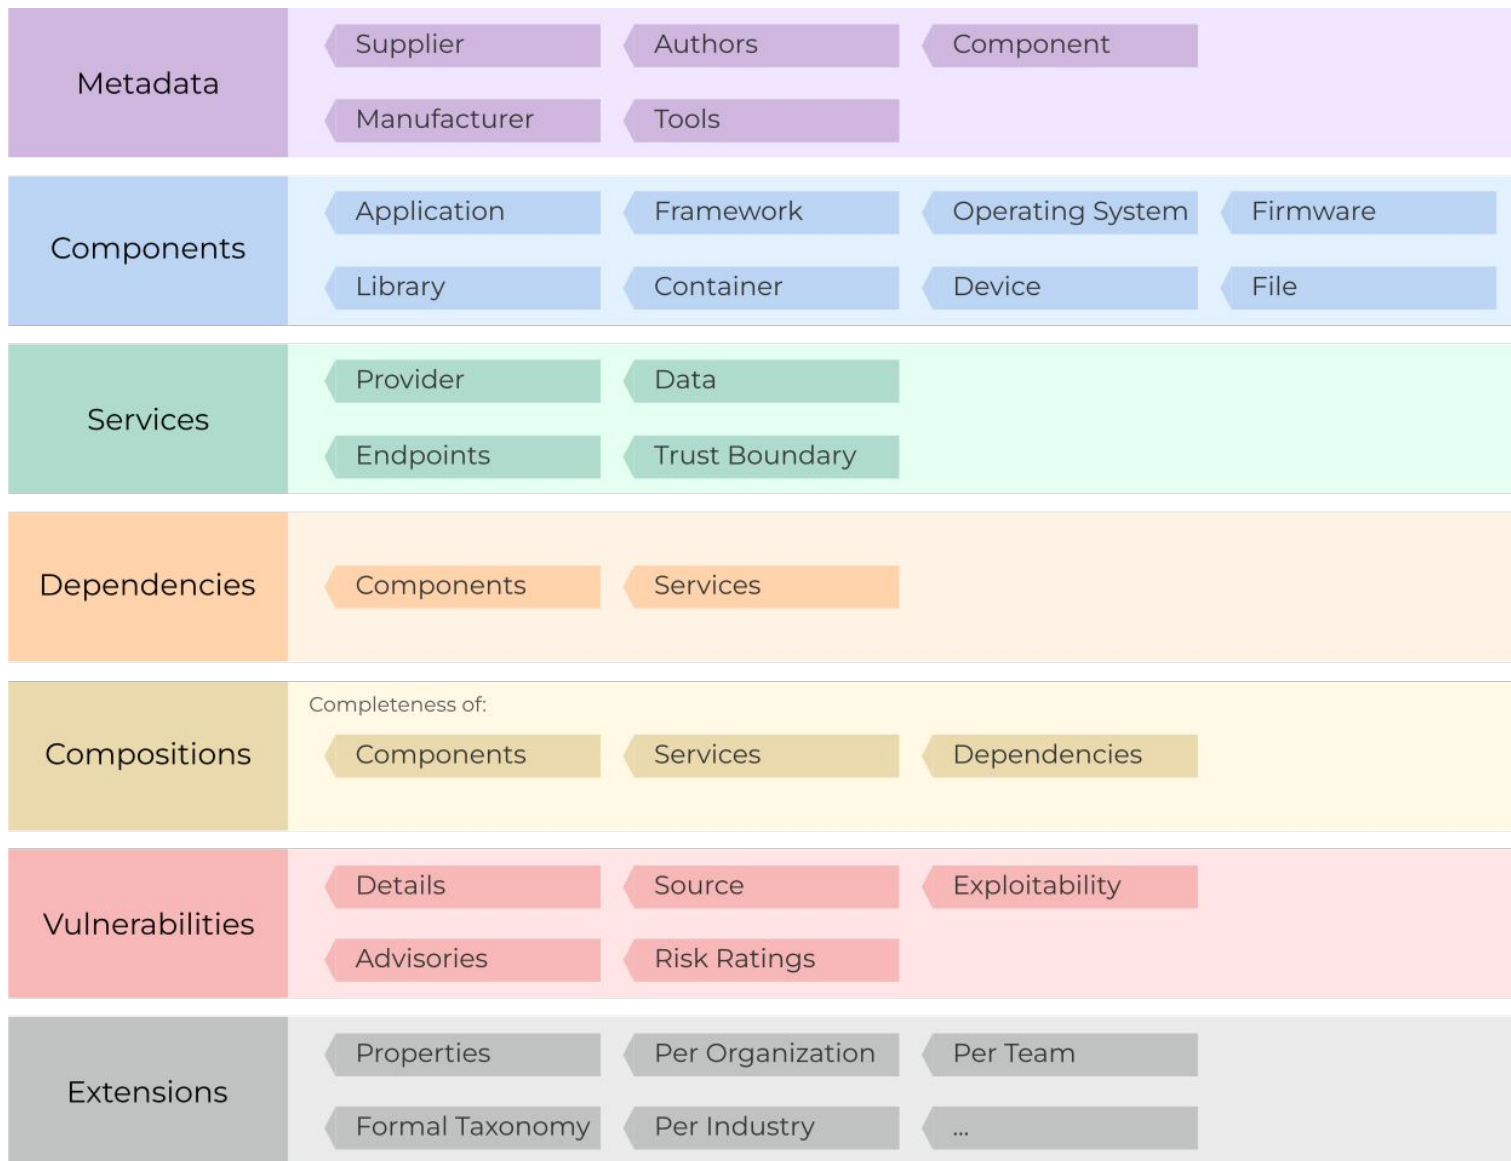 Metadata
Supplier
Authors
Component
Manufacturer
Tools
Components
Application
Framework
Operating System
Firmware
Library
Container
Device
File
Services
Provider
Data
Endpoints
Trust Boundary
Dependencies
Components
Services
Compositions
Completeness of:
Components
Services
Dependencies
Vulnerabilities
Details
Source
Exploitability
Advisories
Risk Ratings
Extensions
Properties
Per Organization
Per Team
Formal Taxonomy
Per Industry
...